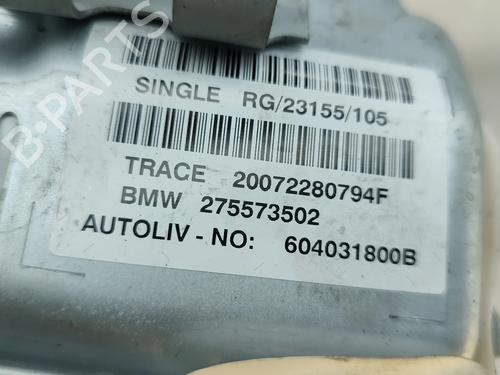 B-PARTS
SINGLE RG/23155/105
TRACE 20072280794F
BMW 275573502
AUTOLIV - NO: 604031800B